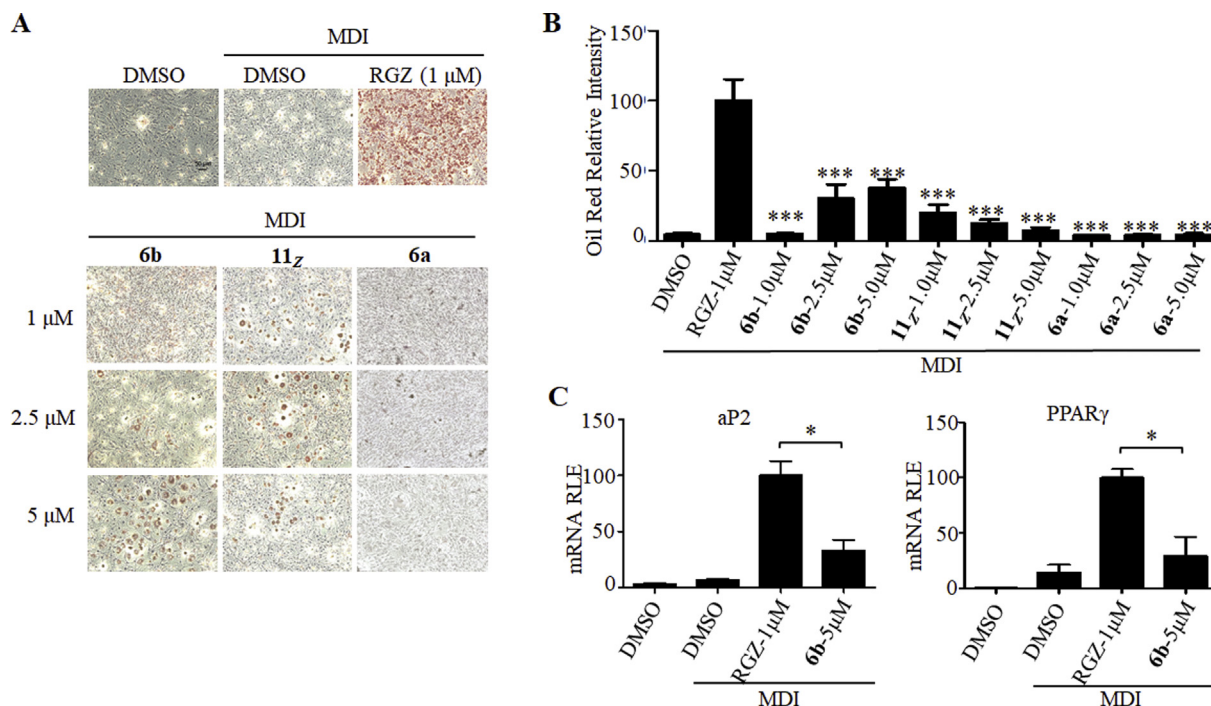 A
MDI
DMSO
DMSO
RGZ (1 μM)
MDI
6b
11Z
6a
1 μM
2.5 μM
5 μM
B
Oil Red Relative Intensity
150
100
50
0
***
***
***
***
***
***
***
***
***
DMSO
RGZ-1μM
6b-1.0μM
6b-2.5μM
6b-5.0μM
11Z-1.0μM
11Z-2.5μM
11Z-5.0μM
6a-1.0μM
6a-2.5μM
6a-5.0μM
MDI
C
aP2
mRNA RLE
150
100
50
0
*
DMSO
DMSO
RGZ-1μM
6b-5μM
MDI
PPARγ
mRNA RLE
150
100
50
0
*
DMSO
DMSO
RGZ-1μM
6b-5μM
MDI